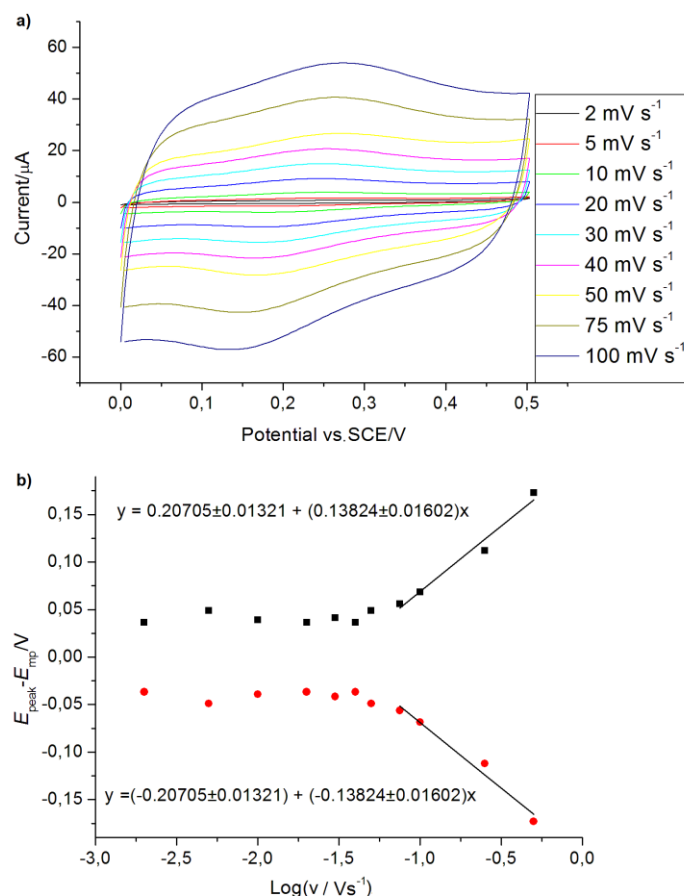 a)
60
40
20
0
-20
-40
-60
Current/µA
0,0 0,1 0,2 0,3 0,4 0,5
Potential vs.SCE/V
2 mV s⁻¹
5 mV s⁻¹
10 mV s⁻¹
20 mV s⁻¹
30 mV s⁻¹
40 mV s⁻¹
50 mV s⁻¹
75 mV s⁻¹
100 mV s⁻¹
b)
0,15
0,10
0,05
0,00
-0,05
-0,10
-0,15
E_peak-E_mp/V
y = 0.20705±0.01321 + (0.13824±0.01602)x
y =(-0.20705±0.01321) + (-0.13824±0.01602)x
-3,0 -2,5 -2,0 -1,5 -1,0 -0,5 0,0
Log(v / Vs⁻¹)